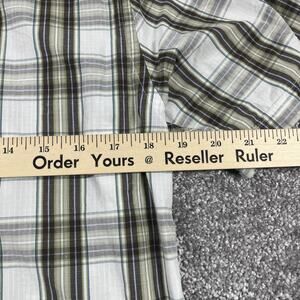 14 15 16 17 18 19 20 21 22
Order Yours @ Reseller Ruler